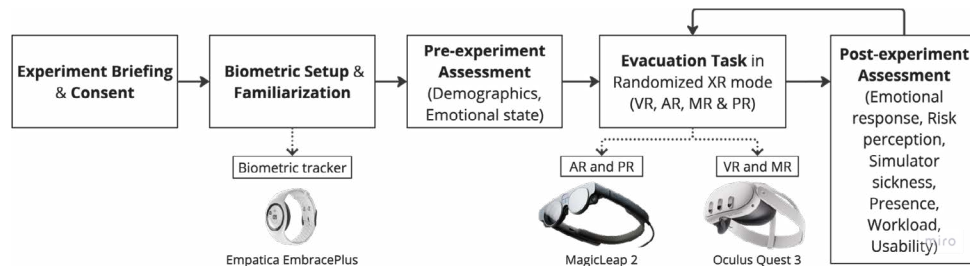 Experiment Briefing
& Consent
Biometric Setup &
Familiarization
Pre-experiment
Assessment
(Demographics,
Emotional state)
Evacuation Task in
Randomized XR mode
(VR, AR, MR & PR)
Post-experiment
Assessment
(Emotional
response, Risk
perception,
Simulator
sickness,
Presence,
Workload,
Usability)
Biometric tracker
AR and PR
VR and MR
Empatica EmbracePlus
MagicLeap 2
Oculus Quest 3
miro